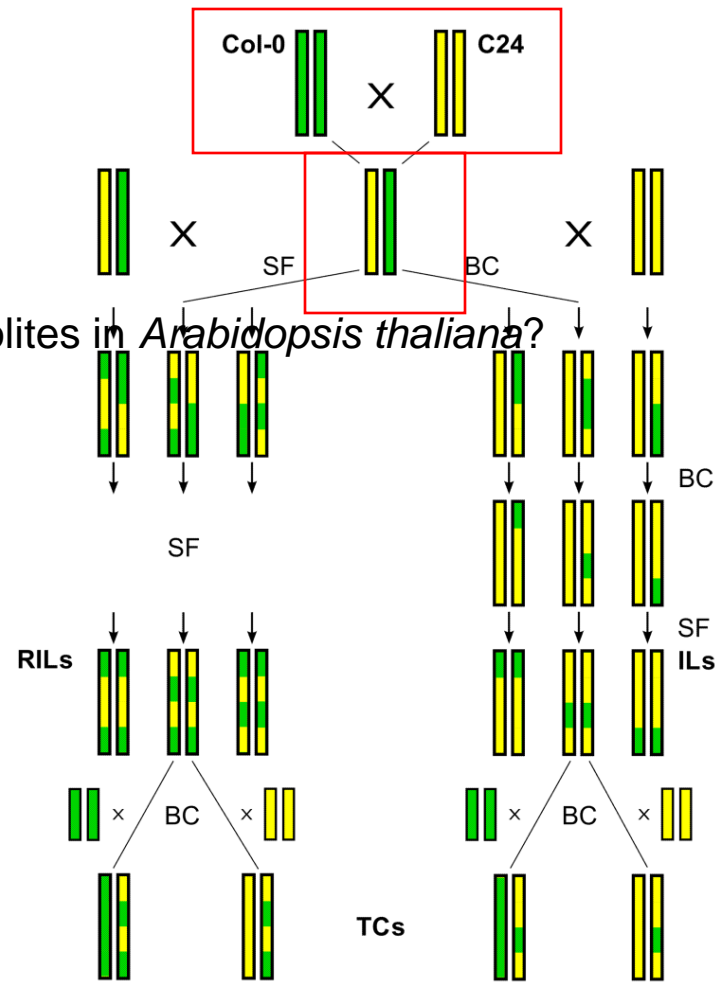 Col-0 X C24
X X
SF BC
olites in Arabidopsis thaliana?
BC
SF
SF
RILs ILs
x BC x x BC x
TCs